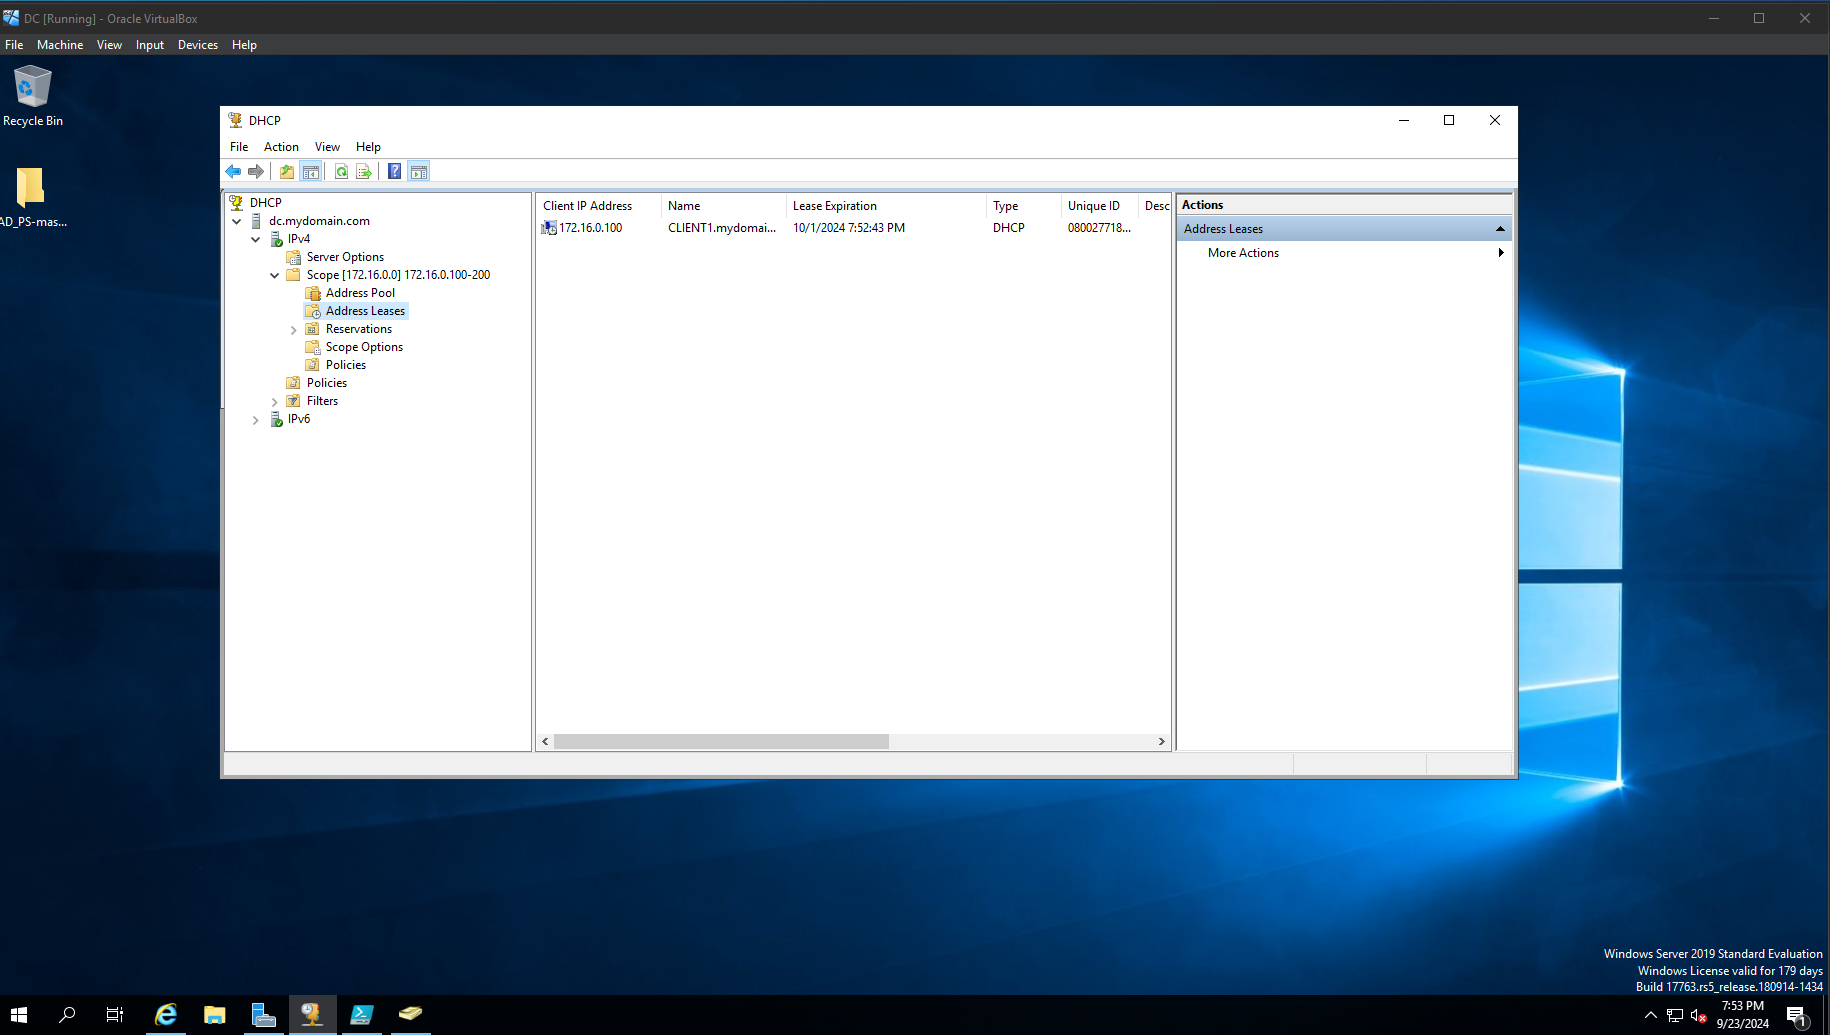 DC [Running] - Oracle VirtualBox
File Machine View Input Devices Help
Recycle Bin
AD_PS-mas...
DHCP
File Action View Help
DHCP
dc.mydomain.com
IPv4
Server Options
Scope [172.16.0.0] 172.16.0.100-200
Address Pool
Address Leases
Reservations
Scope Options
Policies
Policies
Filters
IPv6
Client IP Address Name Lease Expiration Type Unique ID Desc
172.16.0.100 CLIENT1.mydomai... 10/1/2024 7:52:43 PM DHCP 080027718...
Actions
Address Leases
More Actions
Windows Server 2019 Standard Evaluation
Windows License valid for 179 days
Build 17763.rs5_release.180914-1434
7:53 PM
9/23/2024
1